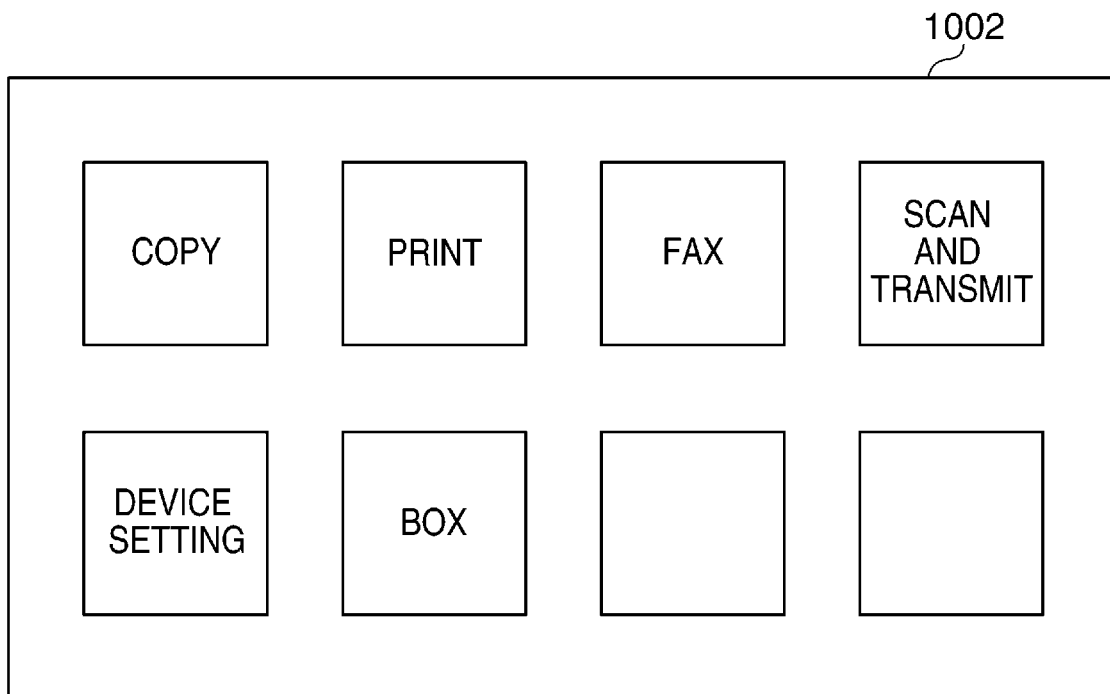 1002
COPY
PRINT
FAX
SCAN
AND
TRANSMIT
DEVICE
SETTING
BOX